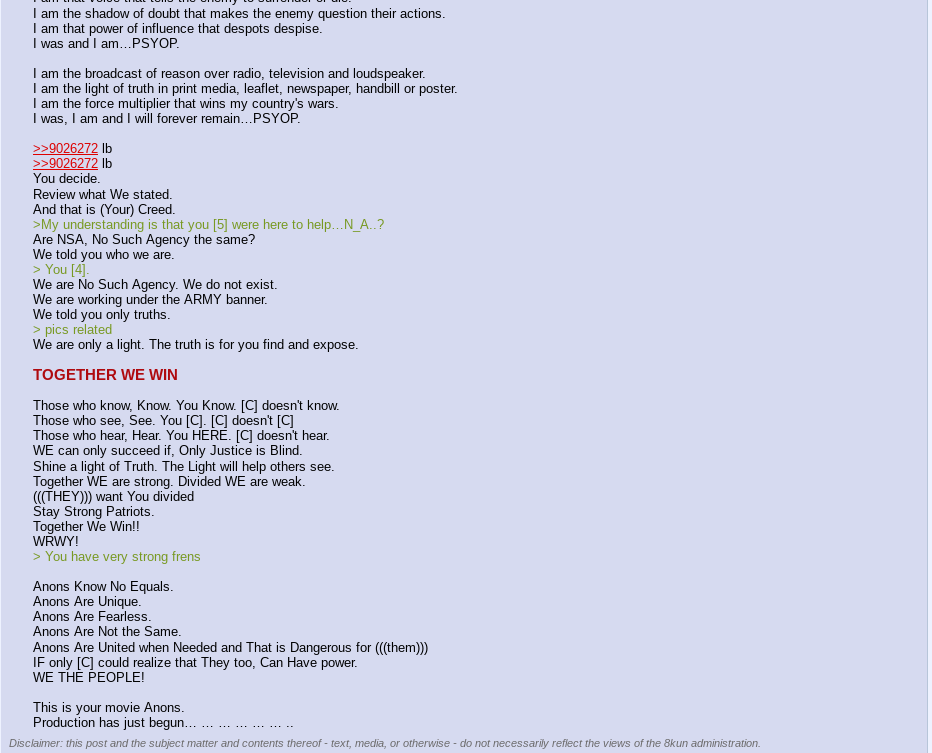 I am that voice that tells the enemy to surrender or die.
I am the shadow of doubt that makes the enemy question their actions.
I am that power of influence that despots despise.
I was and I am…PSYOP.
I am the broadcast of reason over radio, television and loudspeaker.
I am the light of truth in print media, leaflet, newspaper, handbill or poster.
I am the force multiplier that wins my country's wars.
I was, I am and I will forever remain…PSYOP.
>>9026272 lb
>>9026272 lb
You decide.
Review what We stated.
And that is (Your) Creed.
>My understanding is that you [5] were here to help…N_A..?
Are NSA, No Such Agency the same?
We told you who we are.
> You [4].
We are No Such Agency. We do not exist.
We are working under the ARMY banner.
We told you only truths.
> pics related
We are only a light. The truth is for you find and expose.
TOGETHER WE WIN
Those who know, Know. You Know. [C] doesn't know.
Those who see, See. You [C]. [C] doesn't [C]
Those who hear, Hear. You HERE. [C] doesn't hear.
WE can only succeed if, Only Justice is Blind.
Shine a light of Truth. The Light will help others see.
Together WE are strong. Divided WE are weak.
(((THEY))) want You divided
Stay Strong Patriots.
Together We Win!!
WRWY!
> You have very strong frens
Anons Know No Equals.
Anons Are Unique.
Anons Are Fearless.
Anons Are Not the Same.
Anons Are United when Needed and That is Dangerous for (((them)))
IF only [C] could realize that They too, Can Have power.
WE THE PEOPLE!
This is your movie Anons.
Production has just begun… … … … … … ..
Disclaimer: this post and the subject matter and contents thereof - text, media, or otherwise - do not necessarily reflect the views of the 8kun administration.